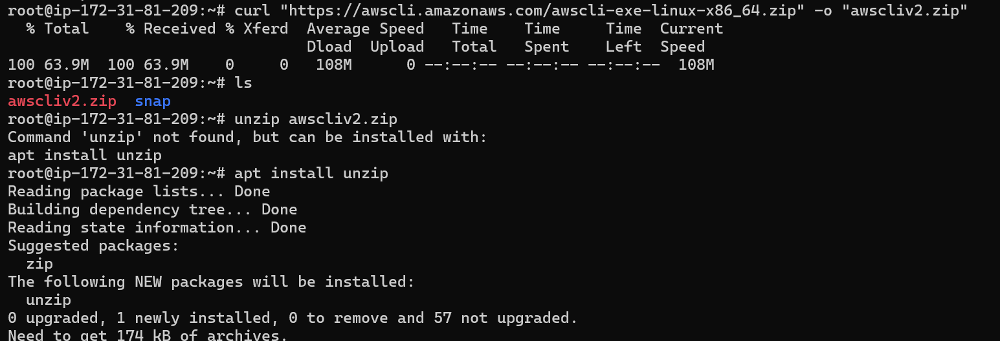 root@ip-172-31-81-209:~# curl "https://awscli.amazonaws.com/awscli-exe-linux-x86_64.zip" -o "awscliv2.zip"
  % Total    % Received % Xferd  Average Speed   Time    Time     Time  Current
                                 Dload  Upload   Total   Spent    Left  Speed
100 63.9M  100 63.9M    0     0   108M      0 --:--:-- --:--:-- --:--:--  108M
root@ip-172-31-81-209:~# ls
awscliv2.zip  snap
root@ip-172-31-81-209:~# unzip awscliv2.zip
Command 'unzip' not found, but can be installed with:
apt install unzip
root@ip-172-31-81-209:~# apt install unzip
Reading package lists... Done
Building dependency tree... Done
Reading state information... Done
Suggested packages:
  zip
The following NEW packages will be installed:
  unzip
0 upgraded, 1 newly installed, 0 to remove and 57 not upgraded.
Need to get 174 kB of archives.